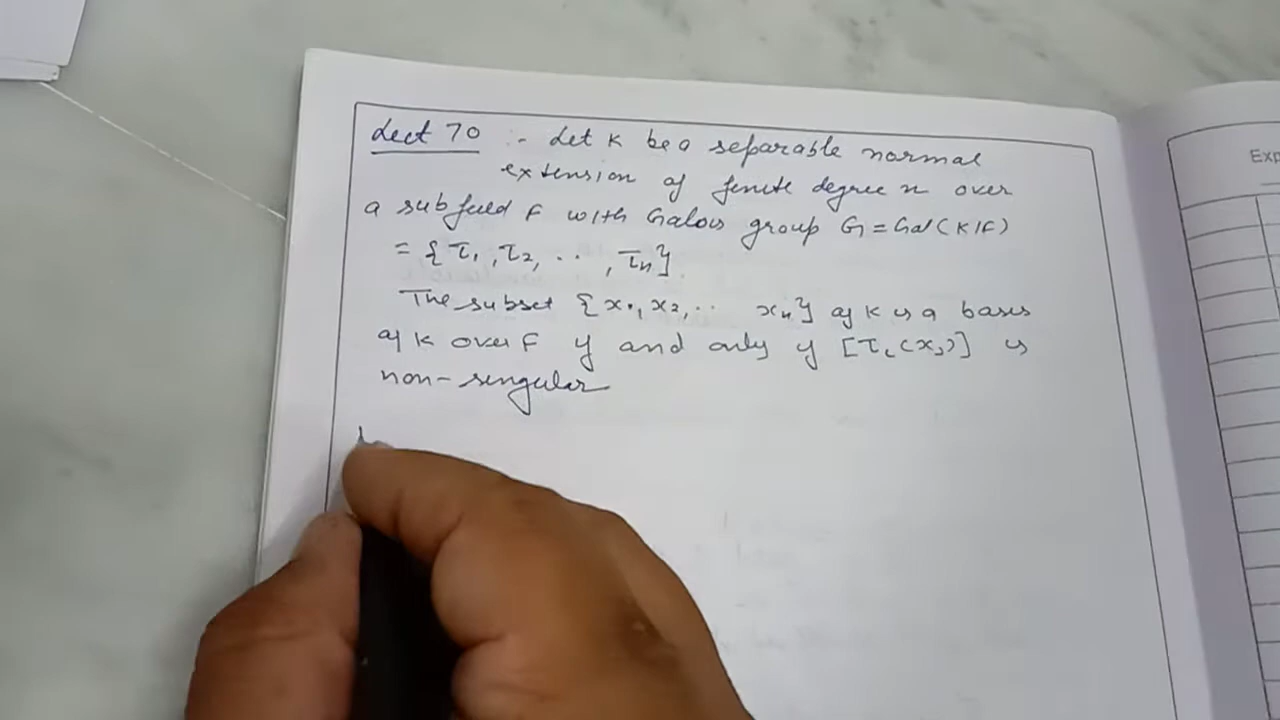 Lect 70 :- Let K be a separable normal
extension of finite degree n over
a subfield F with Galois group G = Gal(K/F)
= {τ₁, τ₂, .. , τₙ}
The subset {x₁, x₂, .. xₙ} of K is a basis
of K over F if and only if [τᵢ(xⱼ)] is
non-singular
Exp